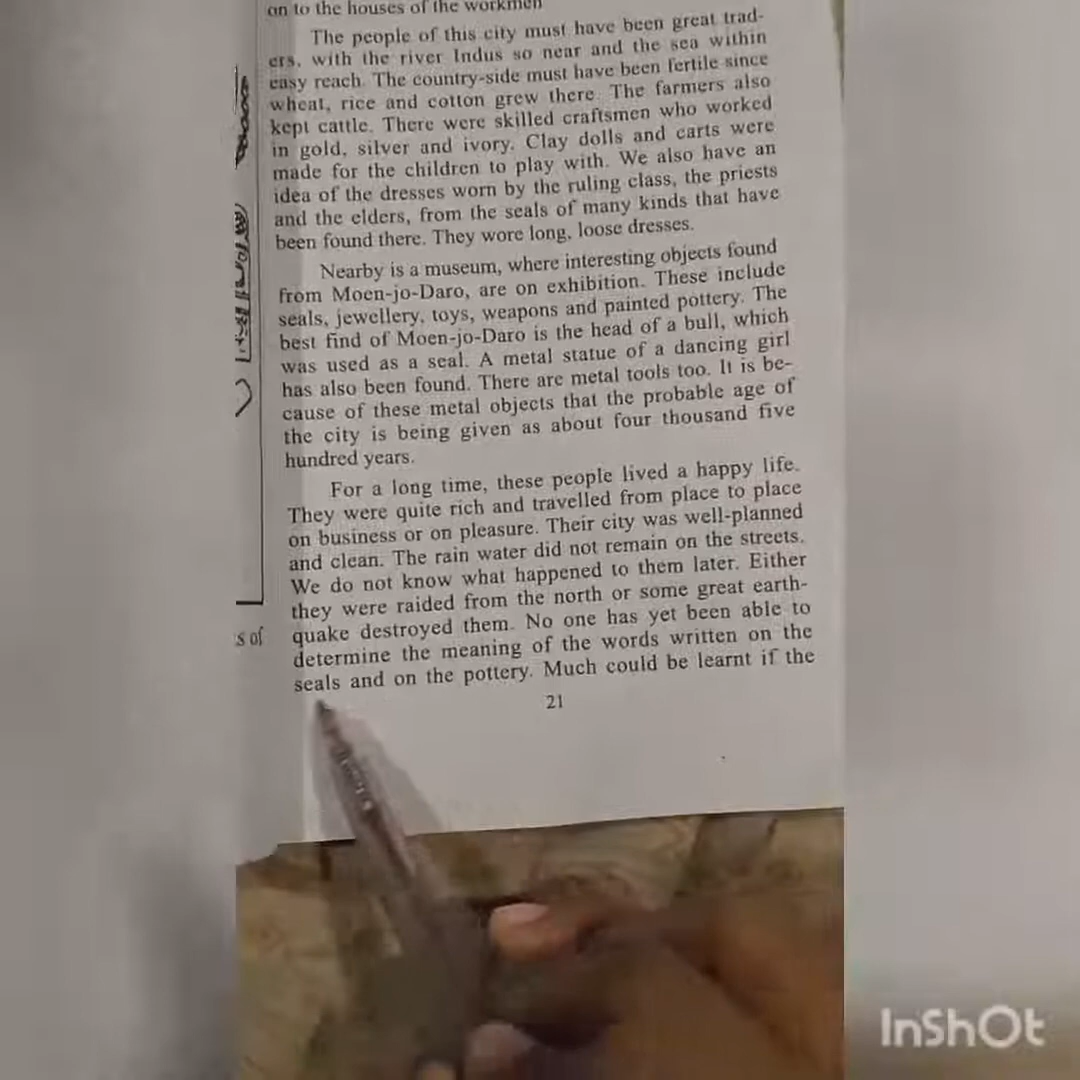 on to the houses of the workmen
The people of this city must have been great trad-
ers, with the river Indus so near and the sea within
easy reach. The country-side must have been fertile since
wheat, rice and cotton grew there. The farmers also
kept cattle. There were skilled craftsmen who worked
in gold, silver and ivory. Clay dolls and carts were
made for the children to play with. We also have an
idea of the dresses worn by the ruling class, the priests
and the elders, from the seals of many kinds that have
been found there. They wore long, loose dresses.
Nearby is a museum, where interesting objects found
from Moen-jo-Daro, are on exhibition. These include
seals, jewellery, toys, weapons and painted pottery. The
best find of Moen-jo-Daro is the head of a bull, which
was used as a seal. A metal statue of a dancing girl
has also been found. There are metal tools too. It is be-
cause of these metal objects that the probable age of
the city is being given as about four thousand five
hundred years.
For a long time, these people lived a happy life.
They were quite rich and travelled from place to place
on business or on pleasure. Their city was well-planned
and clean. The rain water did not remain on the streets.
We do not know what happened to them later. Either
they were raided from the north or some great earth-
quake destroyed them. No one has yet been able to
determine the meaning of the words written on the
seals and on the pottery. Much could be learnt if the
21
s of
InShOt